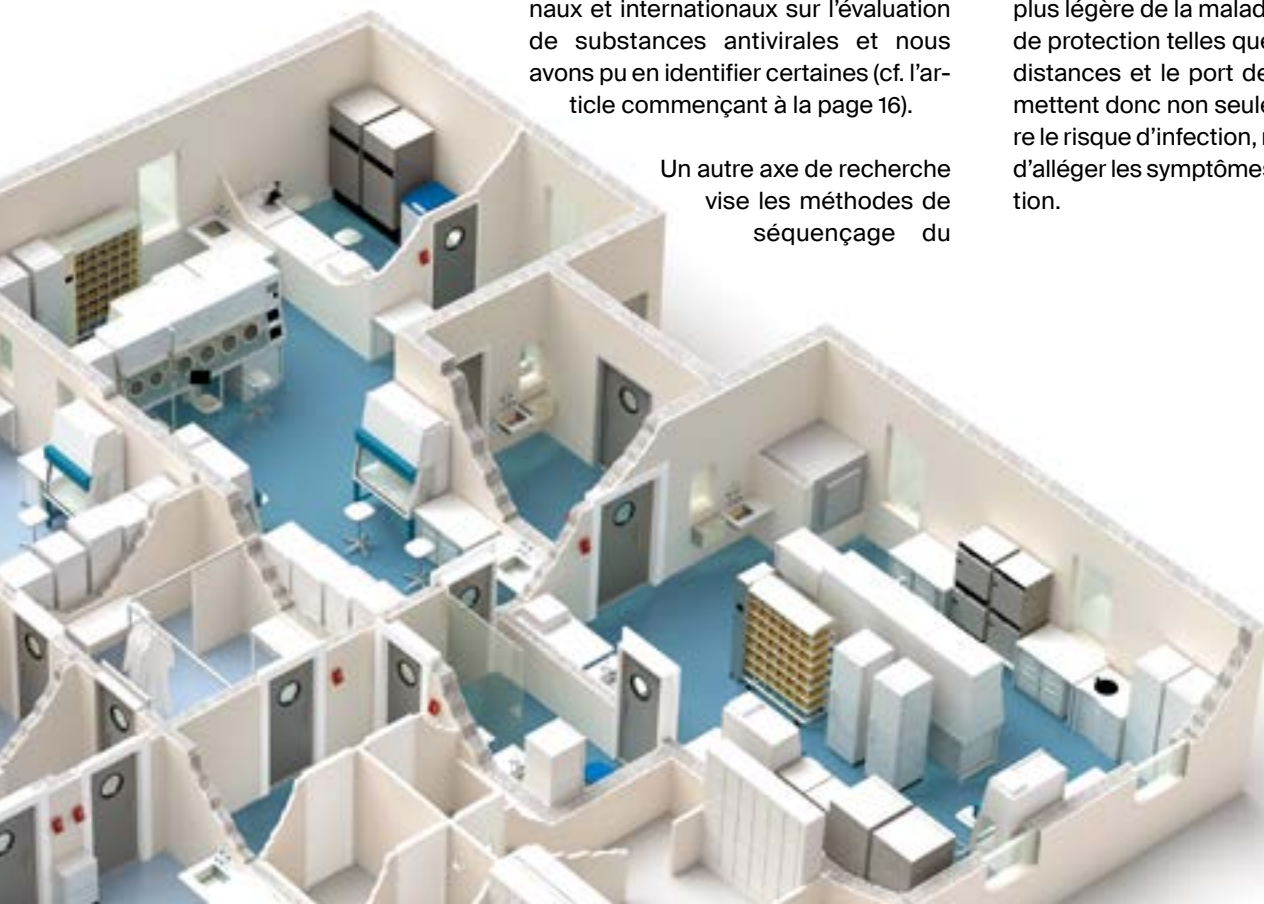 naux et internationaux sur l'évaluation
de substances antivirales et nous
avons pu en identifier certaines (cf. l'ar-
ticle commençant à la page 16).
Un autre axe de recherche
vise les méthodes de
séquençage du
plus légère de la malad
de protection telles que
distances et le port de
mettent donc non seule
re le risque d'infection,
d'alléger les symptômes
tion.